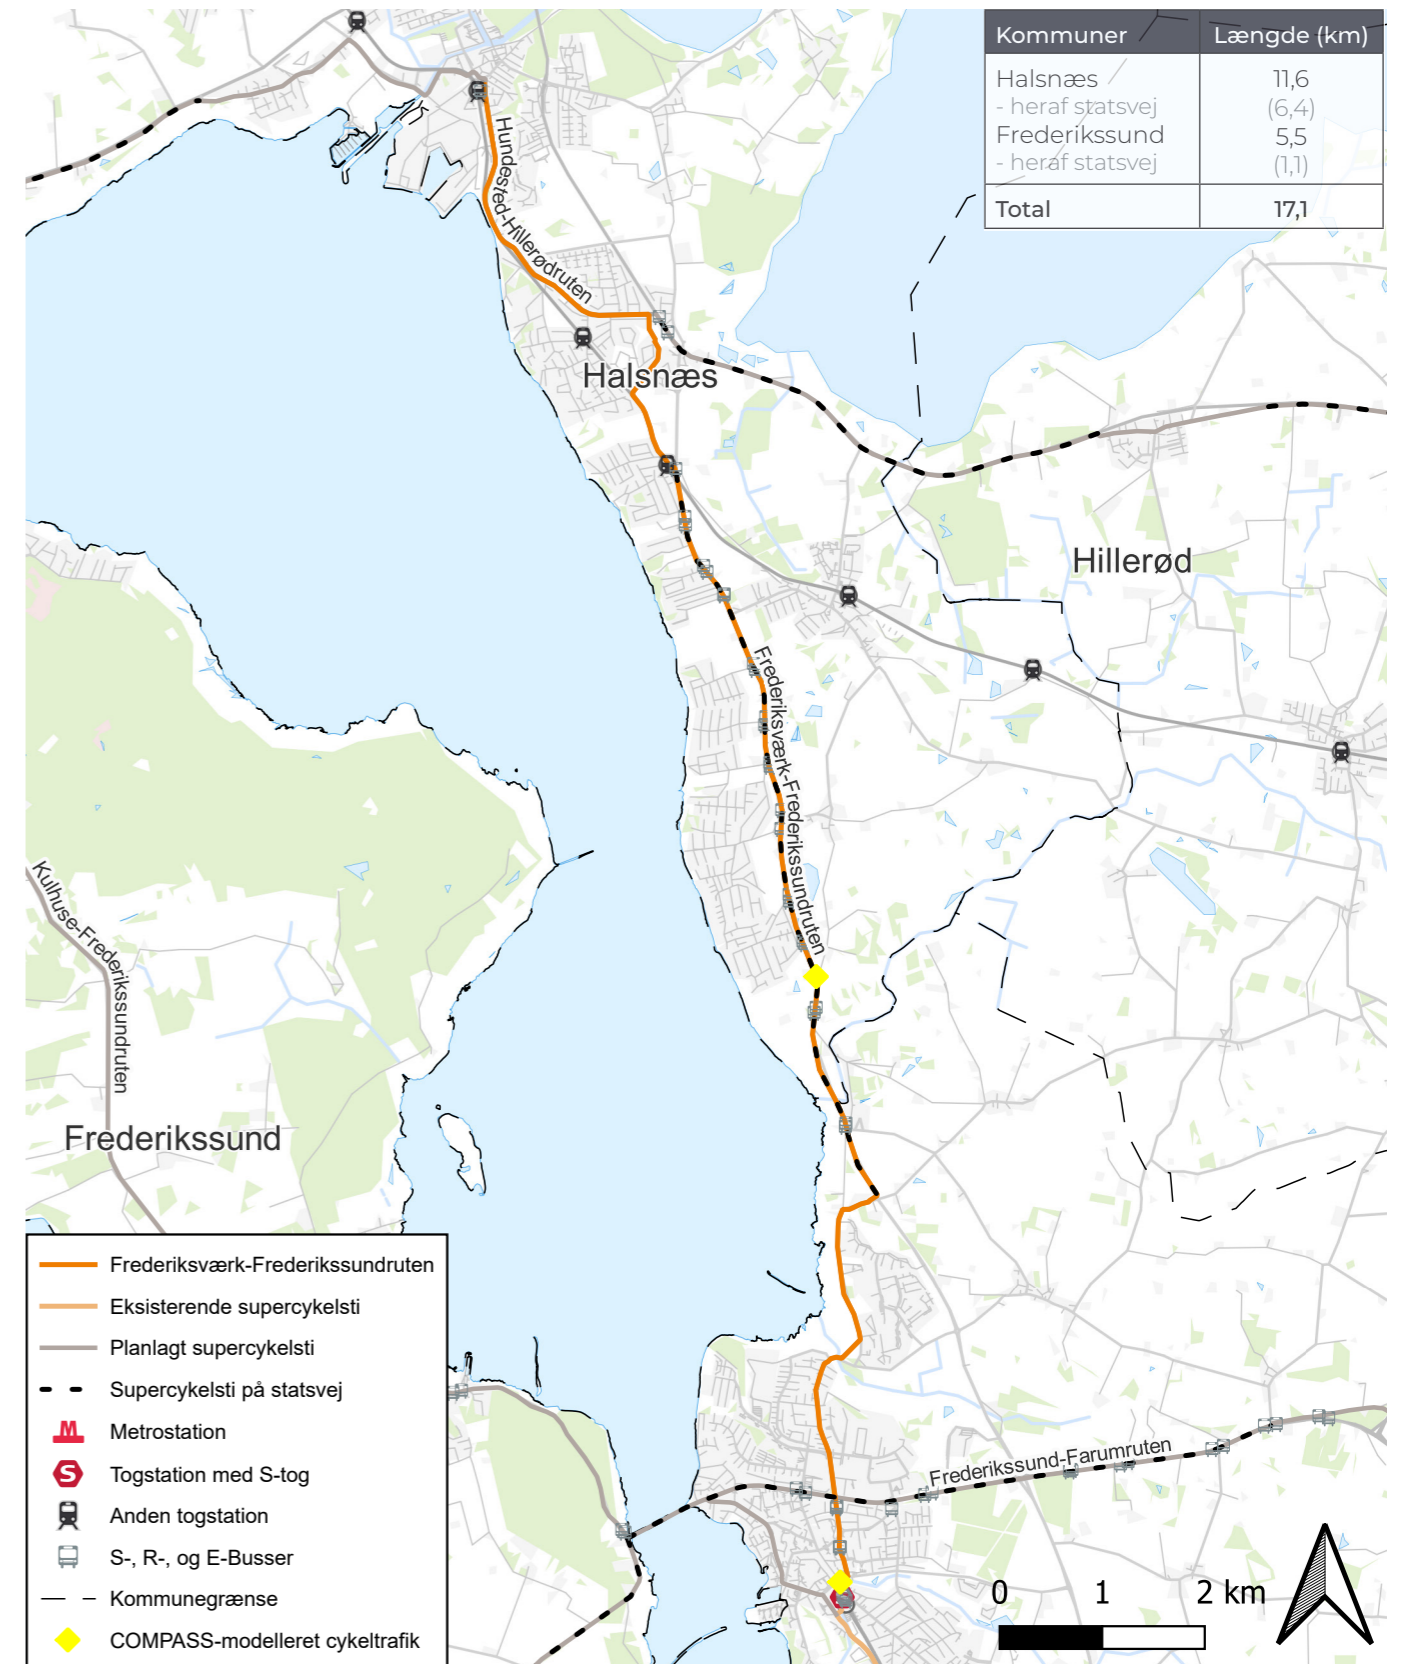 Kommuner Længde (km)
Halsnæs 11,6
- heraf statsvej (6,4)
Frederikssund 5,5
- heraf statsvej (1,1)
Total 17,1
Hundested-Hillerødruten
Halsnæs
Hillerød
Frederiksværk-Frederikssundruten
Kulhuse-Frederikssundruten
Frederikssund
Frederikssund-Farumruten
Frederiksværk-Frederikssundruten
Eksisterende supercykelsti
Planlagt supercykelsti
Supercykelsti på statsvej
M Metrostation
S Togstation med S-tog
Anden togstation
S-, R-, og E-Busser
Kommunegrænse
COMPASS-modelleret cykeltrafik
0 1 2 km